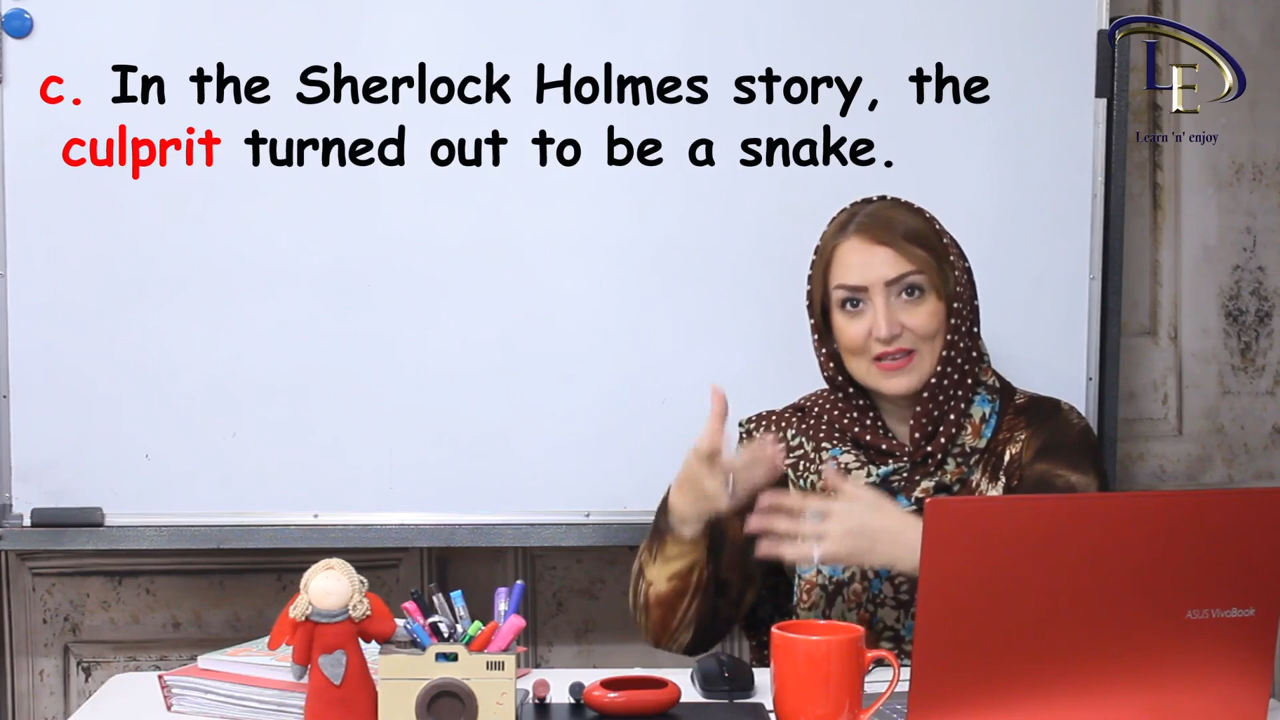 c. In the Sherlock Holmes story, the
culprit turned out to be a snake.
LE
Learn 'n' enjoy
ASUS VivoBook